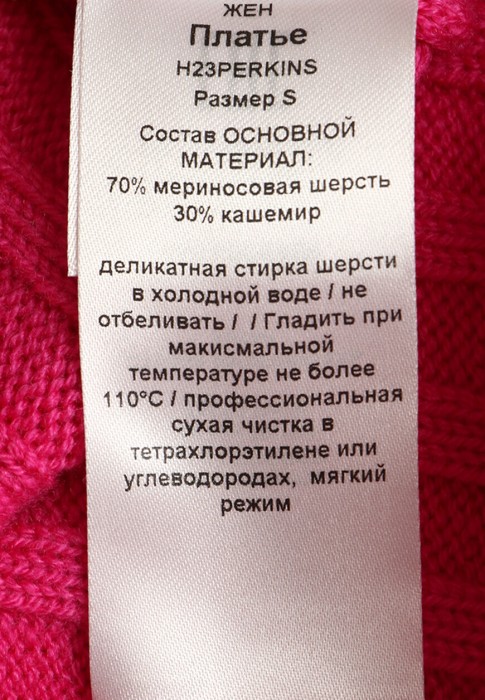 ЖЕН
Платье
H23PERKINS
Размер S
Состав ОСНОВНОЙ
МАТЕРИАЛ:
70% мериносовая шерсть
30% кашемир
деликатная стирка шерсти
в холодной воде / не
отбеливать / / Гладить при
макисмальной
температуре не более
110°C / профессиональная
сухая чистка в
тетрахлорэтилене или
углеводородах, мягкий
режим